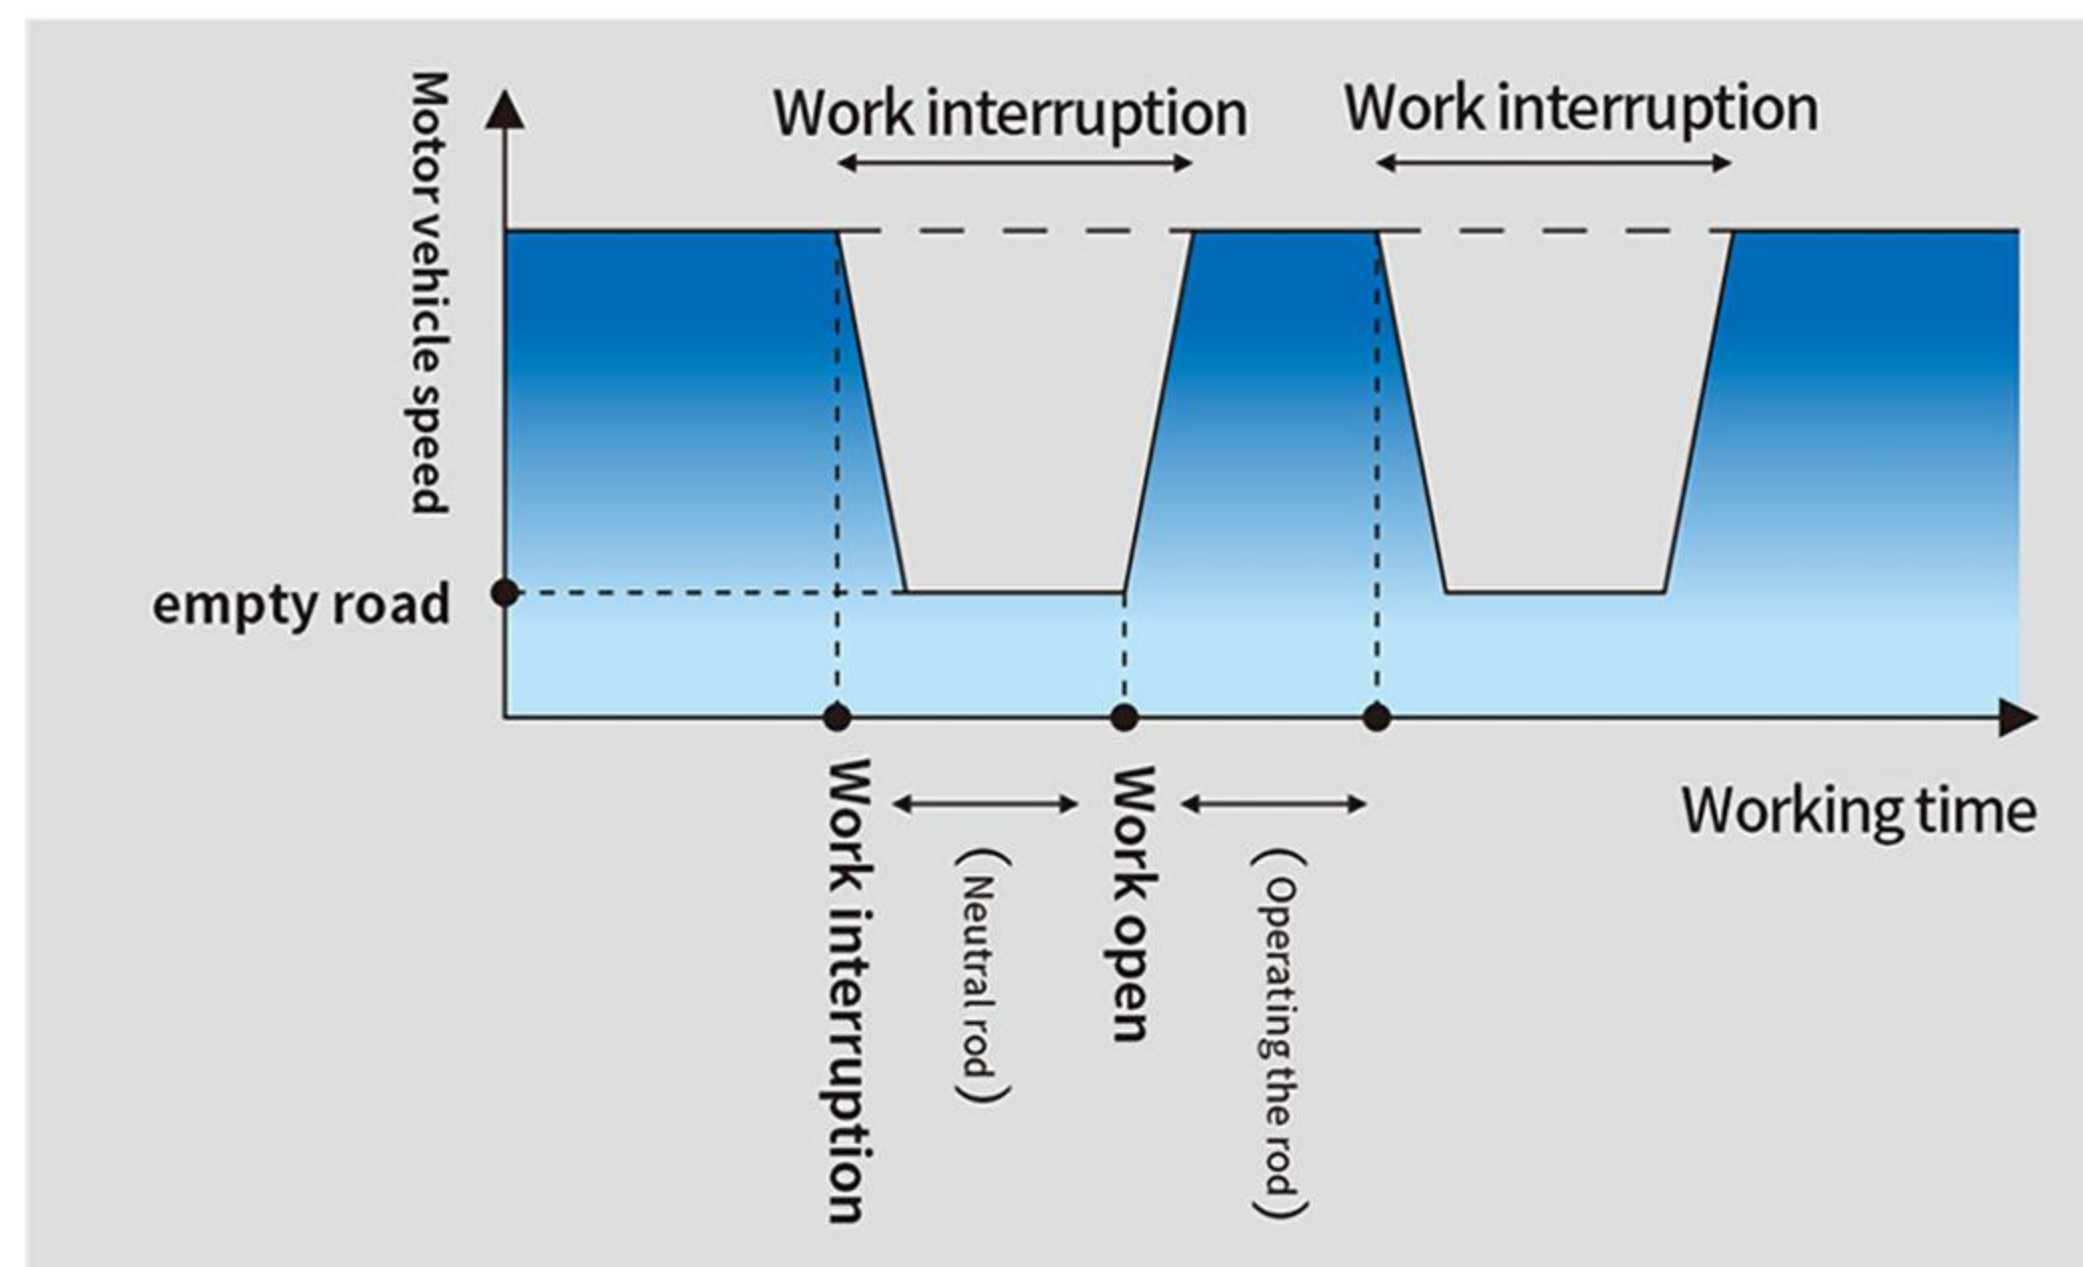 Motor vehicle speed
Work interruption
Work interruption
empty road
Work interruption
(Neutral rod)
Work open
(Operating the rod)
Working time